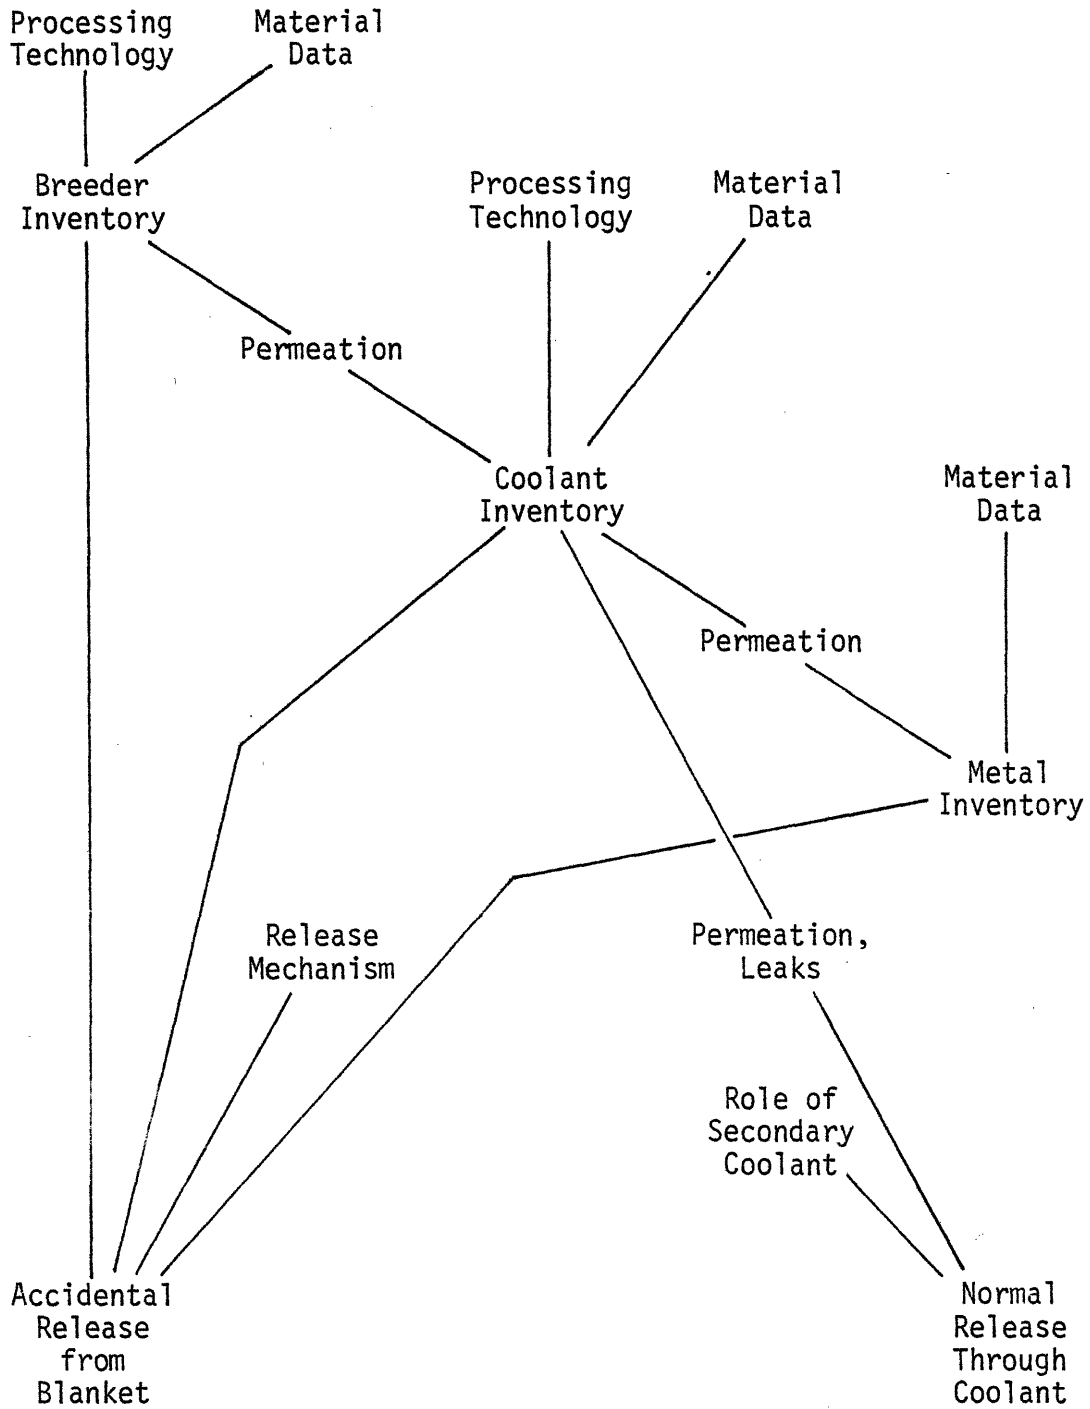 Processing
Technology
Material
Data
Breeder
Inventory
Processing
Technology
Material
Data
Permeation
Coolant
Inventory
Material
Data
Permeation
Metal
Inventory
Release
Mechanism
Permeation,
Leaks
Role of
Secondary
Coolant
Accidental
Release
from
Blanket
Normal
Release
Through
Coolant